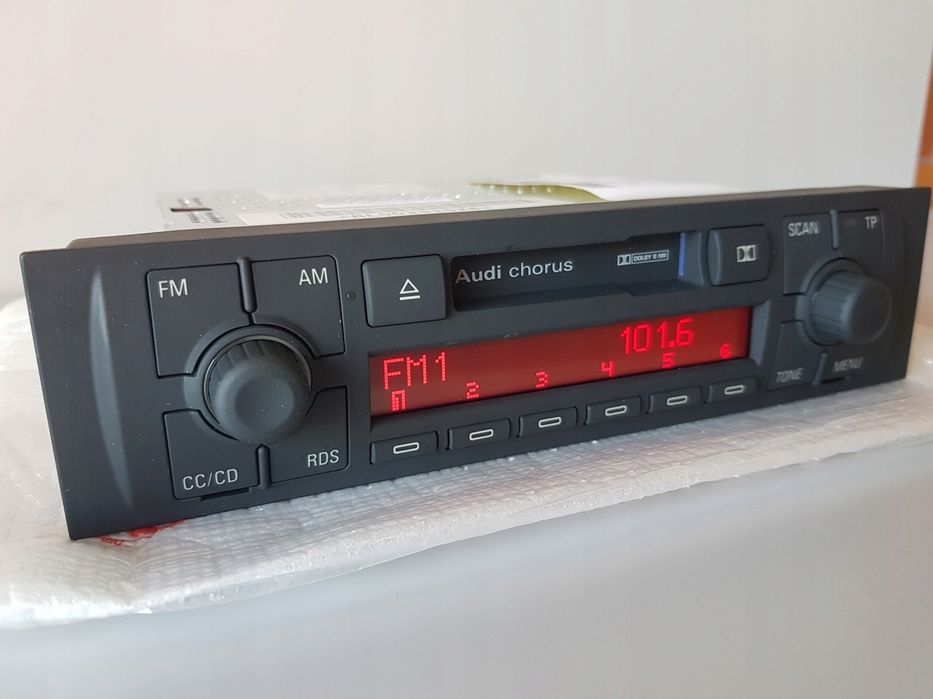 FM
AM
Audi chorus
DOLBY B NR
SCAN
TP
FM1
101.6
1 2 3 4 5 6
CC/CD
RDS
TONE
MENU